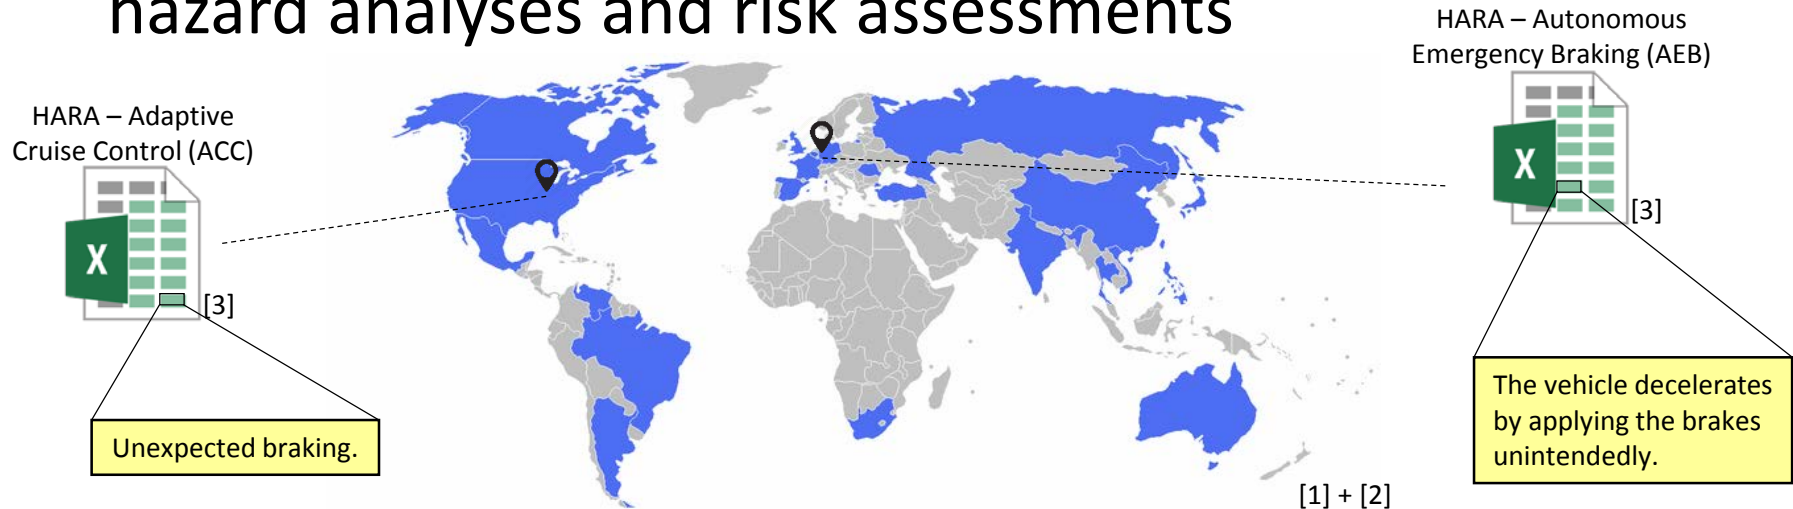 hazard analyses and risk assessments
HARA – Autonomous
Emergency Braking (AEB)
HARA – Adaptive
Cruise Control (ACC)
X
[3]
X
[3]
Unexpected braking.
The vehicle decelerates
by applying the brakes
unintendedly.
[1] + [2]